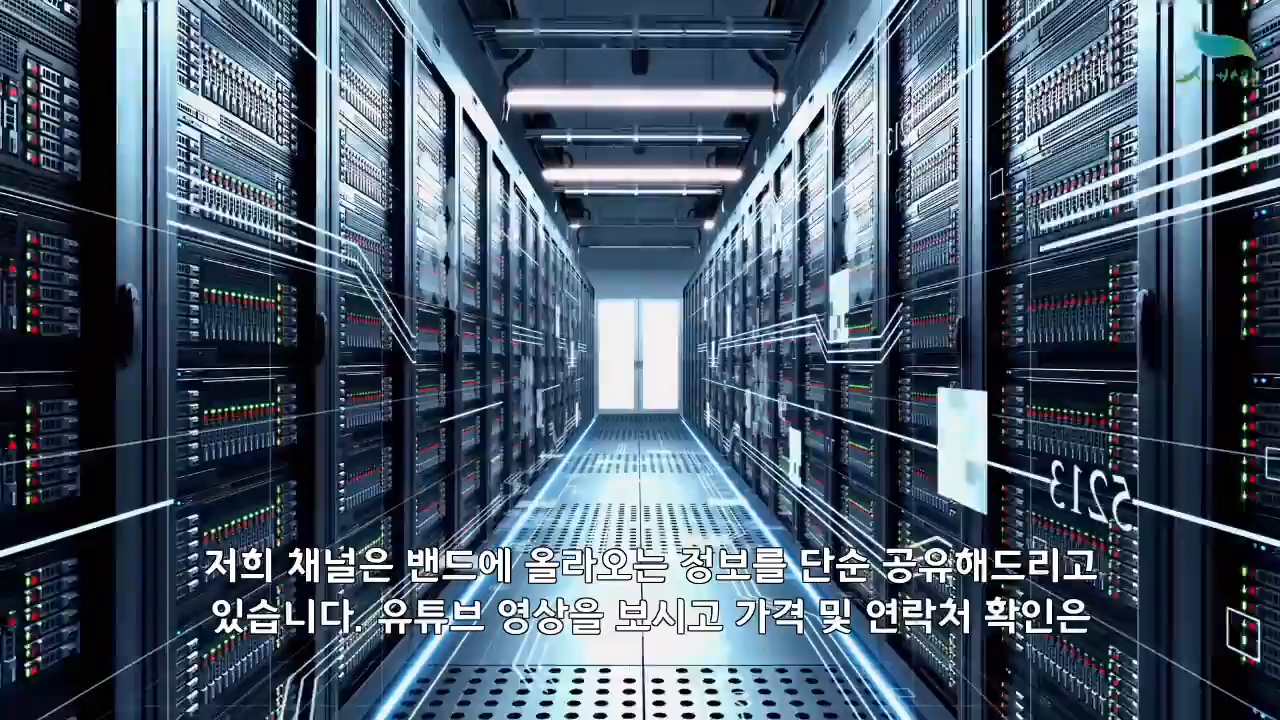 저희 채널은 밴드에 올라오는 정보를 단순 공유해드리고
있습니다. 유튜브 영상을 보시고 가격 및 연락처 확인은
5213